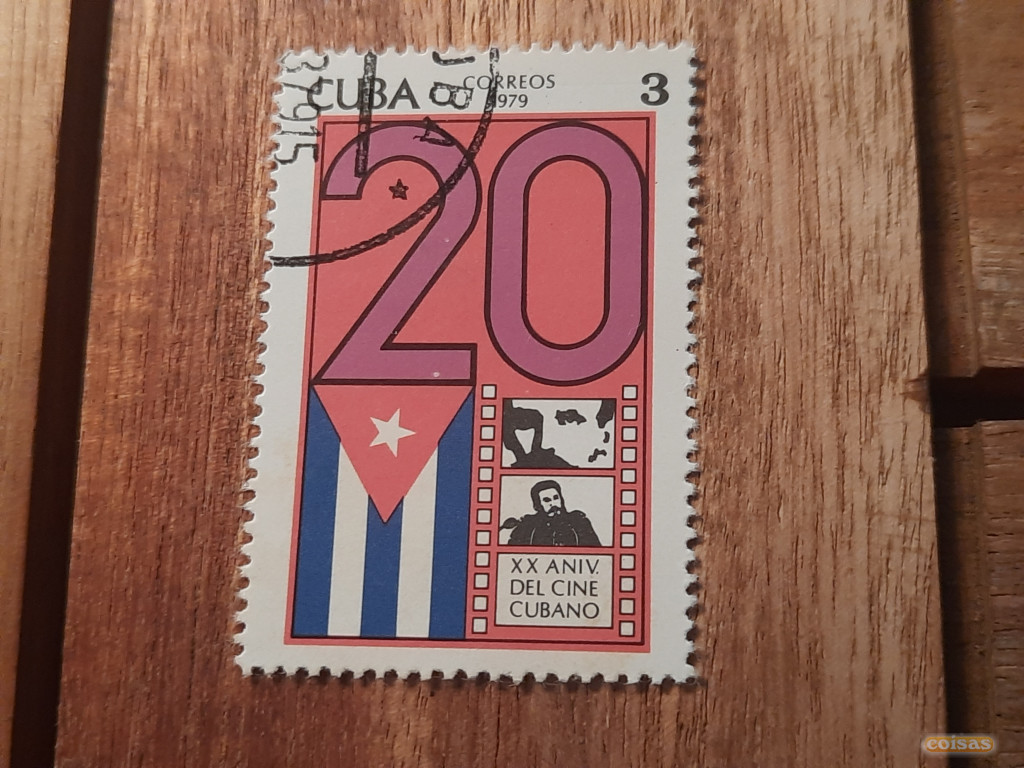 CUBA CORREOS 1979 3
20
XX ANIV.
DEL CINE
CUBANO
coisas